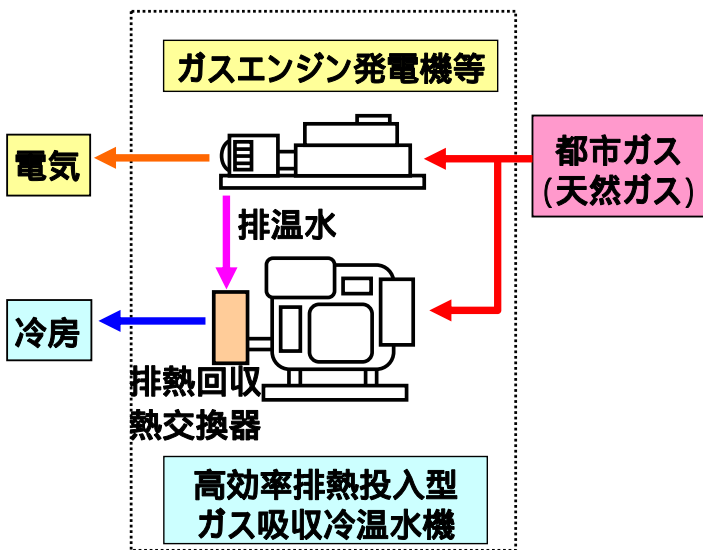 ガスエンジン発電機等
電気
都市ガス
(天然ガス)
排温水
冷房
排熱回収
熱交換器
高効率排熱投入型
ガス吸収冷温水機